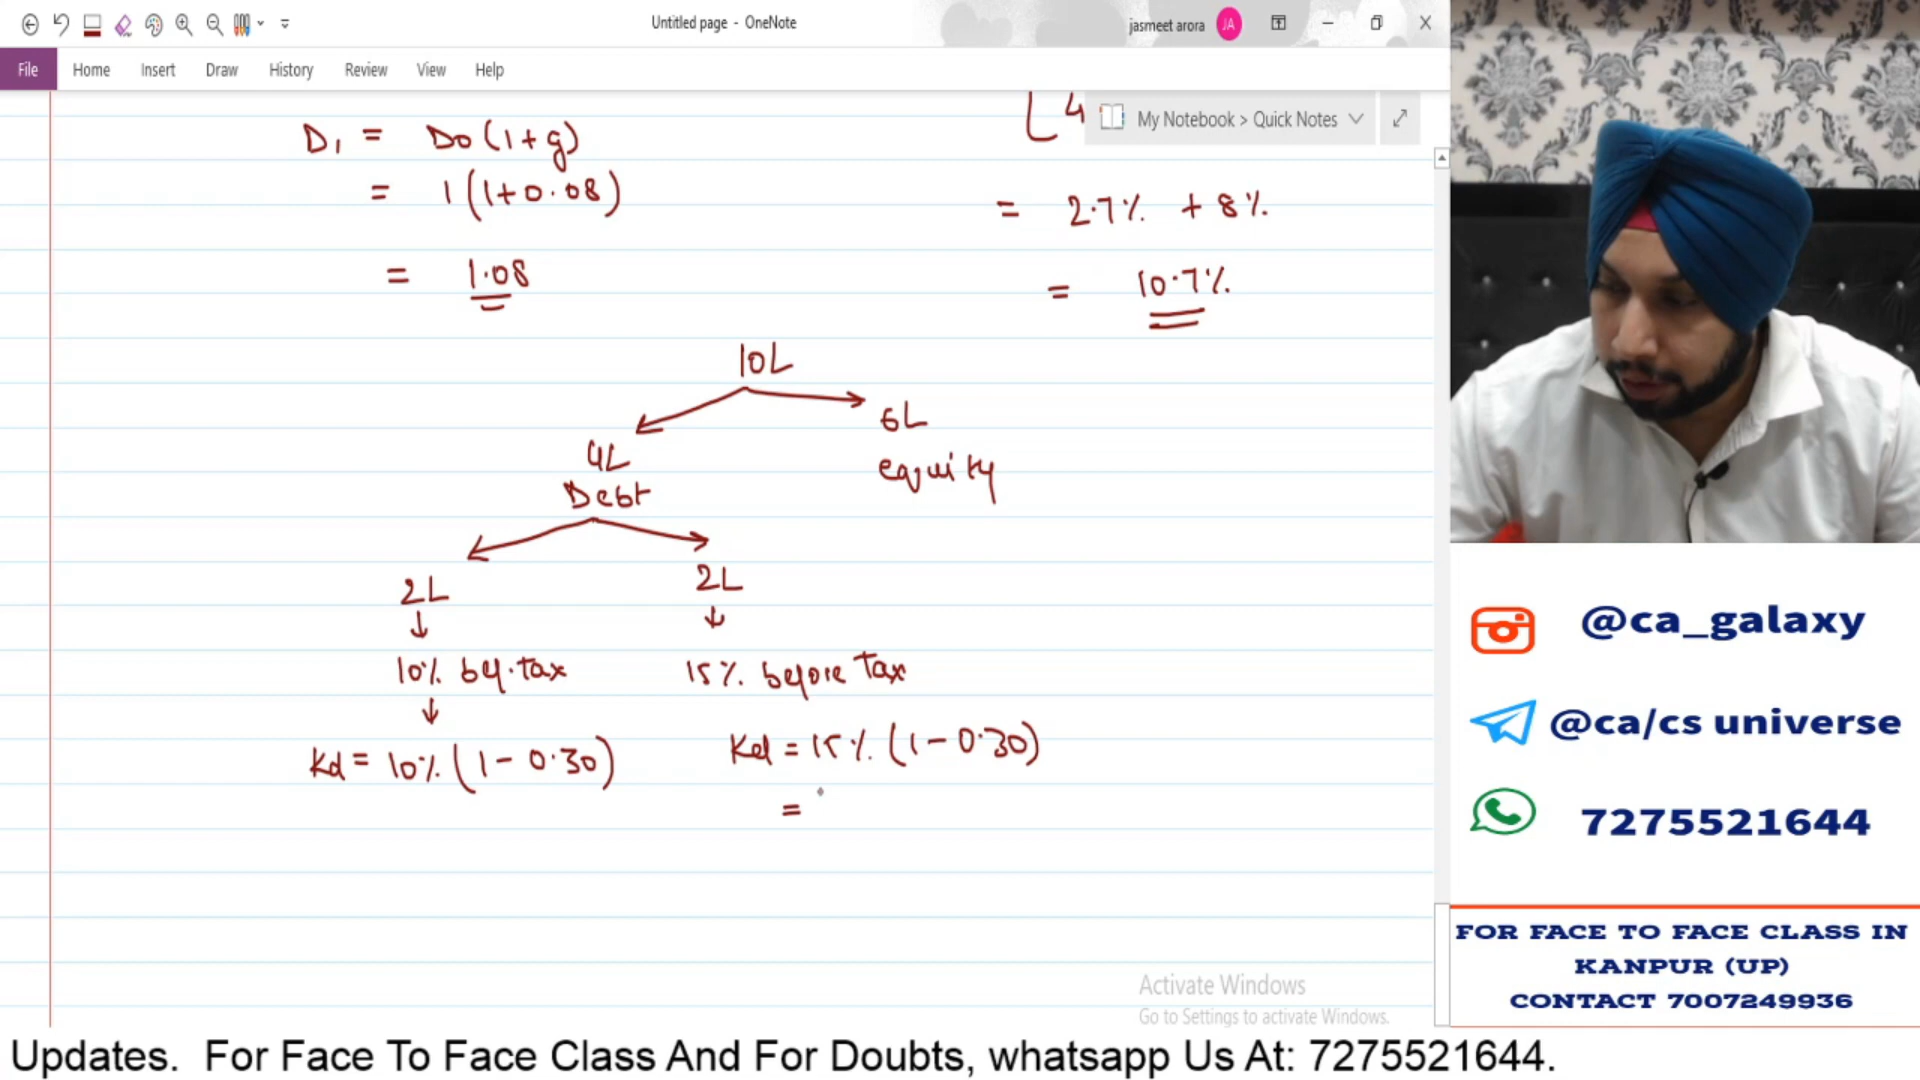 Untitled page - OneNote
jasmeet arora JA
File Home Insert Draw History Review View Help
My Notebook > Quick Notes
D1 = Do(1+g)
= 1(1+0.08)
= 1.08
[4
= 2.7% + 8%
= 10.7%
10L
4L
Debt
6L
equity
2L
2L
10% bef.tax
15% before Tax
Kd = 10% (1-0.30)
Kd = 15% (1-0.30)
=
@ca_galaxy
@ca/cs universe
7275521644
FOR FACE TO FACE CLASS IN
KANPUR (UP)
CONTACT 7007249936
Activate Windows
Go to Settings to activate Windows.
Updates. For Face To Face Class And For Doubts, whatsapp Us At: 7275521644.